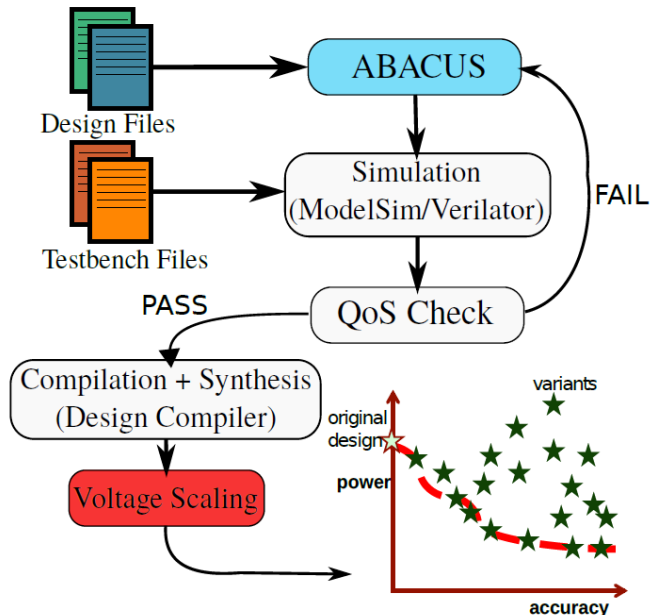 ABACUS
Design Files
Simulation
(ModelSim/Verilator)
FAIL
Testbench Files
PASS
QoS Check
Compilation + Synthesis
(Design Compiler)
Voltage Scaling
variants
original
design
power
accuracy